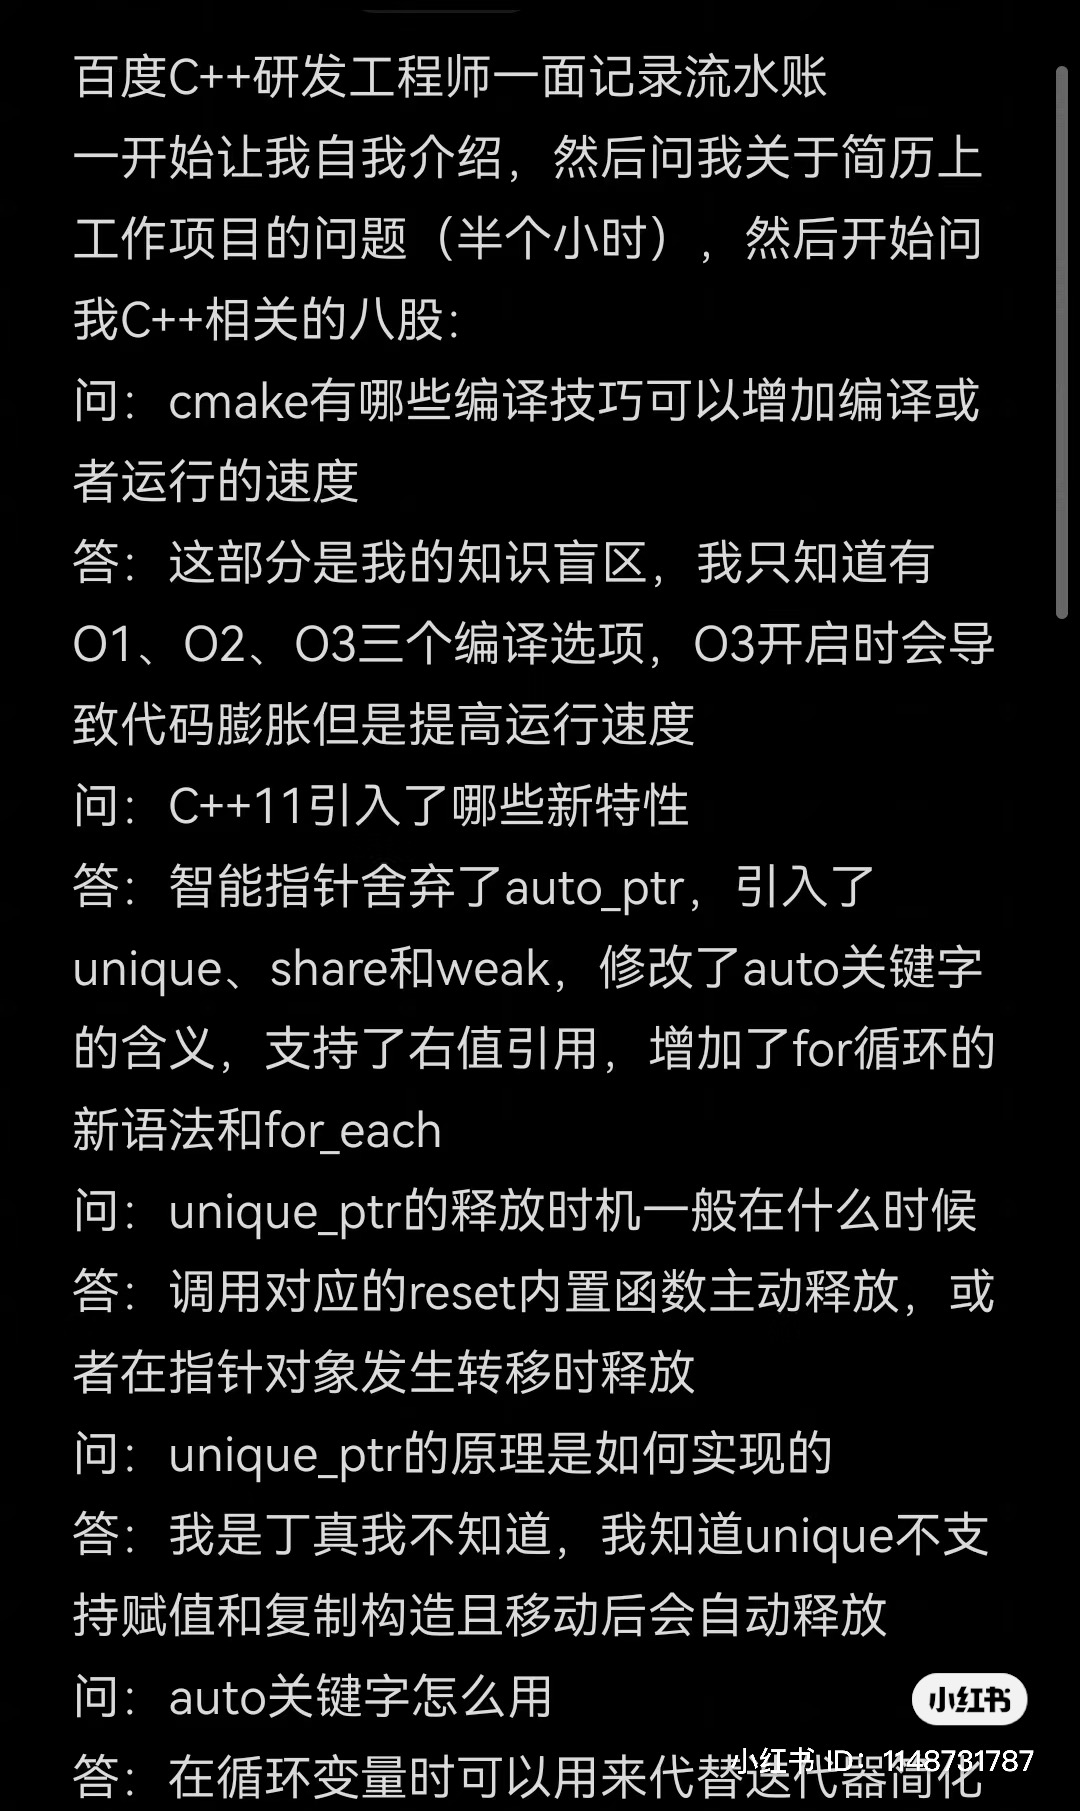 百度C++研发工程师一面记录流水账
一开始让我自我介绍，然后问我关于简历上
工作项目的问题（半个小时），然后开始问
我C++相关的八股：
问：cmake有哪些编译技巧可以增加编译或
者运行的速度
答：这部分是我的知识盲区，我只知道有
O1、O2、O3三个编译选项，O3开启时会导
致代码膨胀但是提高运行速度
问：C++11引入了哪些新特性
答：智能指针舍弃了auto_ptr，引入了
unique、share和weak，修改了auto关键字
的含义，支持了右值引用，增加了for循环的
新语法和for_each
问：unique_ptr的释放时机一般在什么时候
答：调用对应的reset内置函数主动释放，或
者在指针对象发生转移时释放
问：unique_ptr的原理是如何实现的
答：我是丁真我不知道，我知道unique不支
持赋值和复制构造且移动后会自动释放
问：auto关键字怎么用
小红书
小红书 ID：1148731787
答：在循环变量时可以用来代替迭代器简化